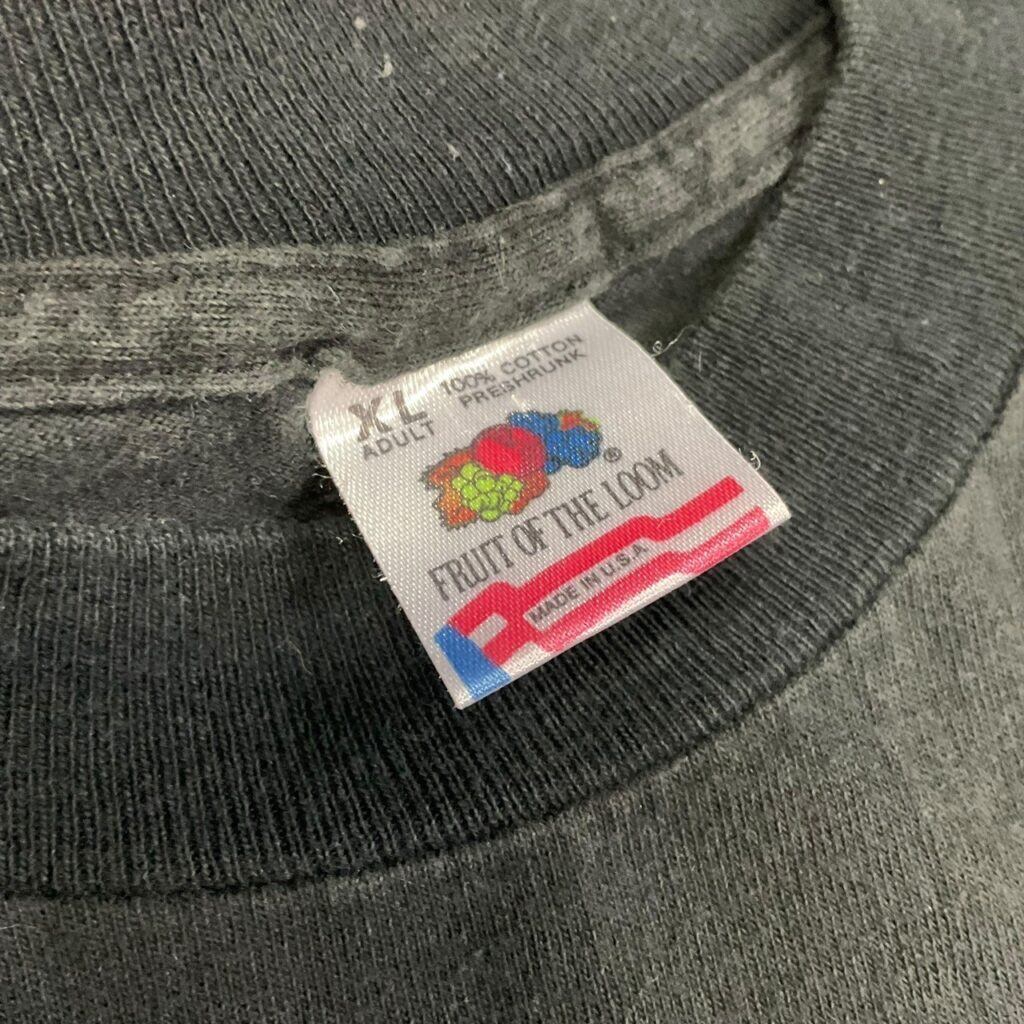 XL
ADULT
100% COTTON
PRESHRUNK
®
FRUIT OF THE LOOM
MADE IN U.S.A.